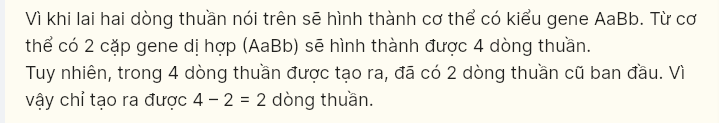 Vì khi lai hai dòng thuần nói trên sẽ hình thành cơ thể có kiểu gene AaBb. Từ cơ
thể có 2 cặp gene dị hợp (AaBb) sẽ hình thành được 4 dòng thuần.
Tuy nhiên, trong 4 dòng thuần được tạo ra, đã có 2 dòng thuần cũ ban đầu. Vì
vậy chỉ tạo ra được 4 – 2 = 2 dòng thuần.